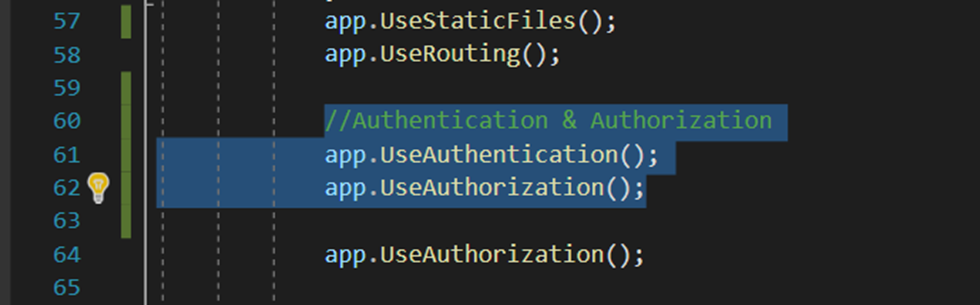 57 app.UseStaticFiles();
58 app.UseRouting();
59
60 //Authentication & Authorization
61 app.UseAuthentication();
62 app.UseAuthorization();
63
64 app.UseAuthorization();
65